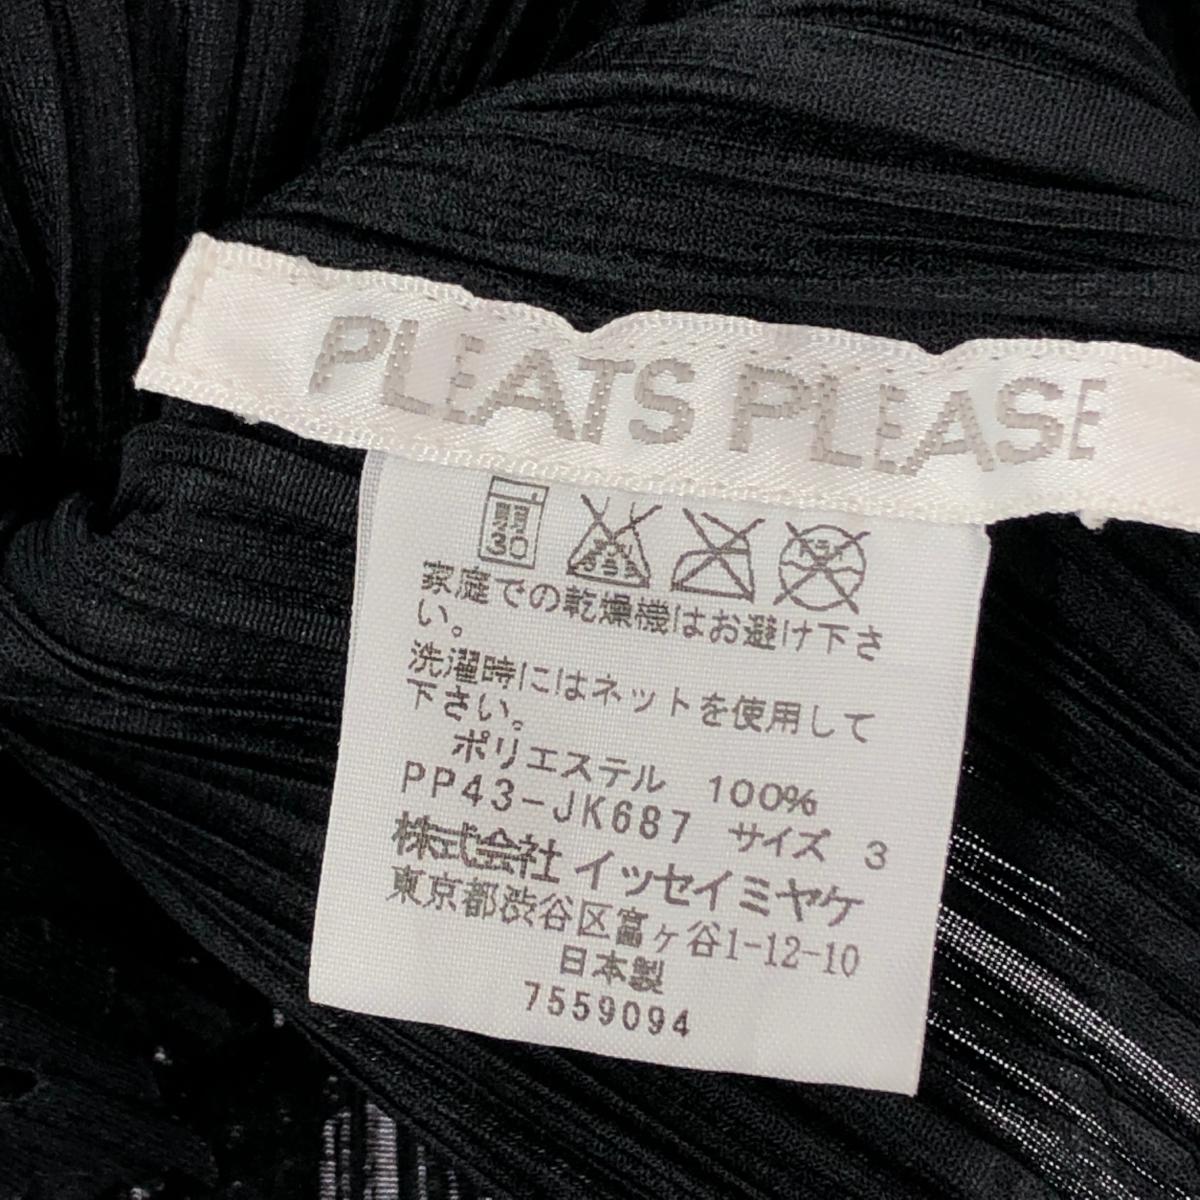 PLEATS PLEASE
弱
30
家庭での乾燥機はお避け下さ
い。
洗濯時にはネットを使用して
下さい。
ポリエステル 100%
PP43-JK687 サイズ 3
株式会社 イッセイミヤケ
東京都渋谷区富ヶ谷1-12-10
日本製
7559094